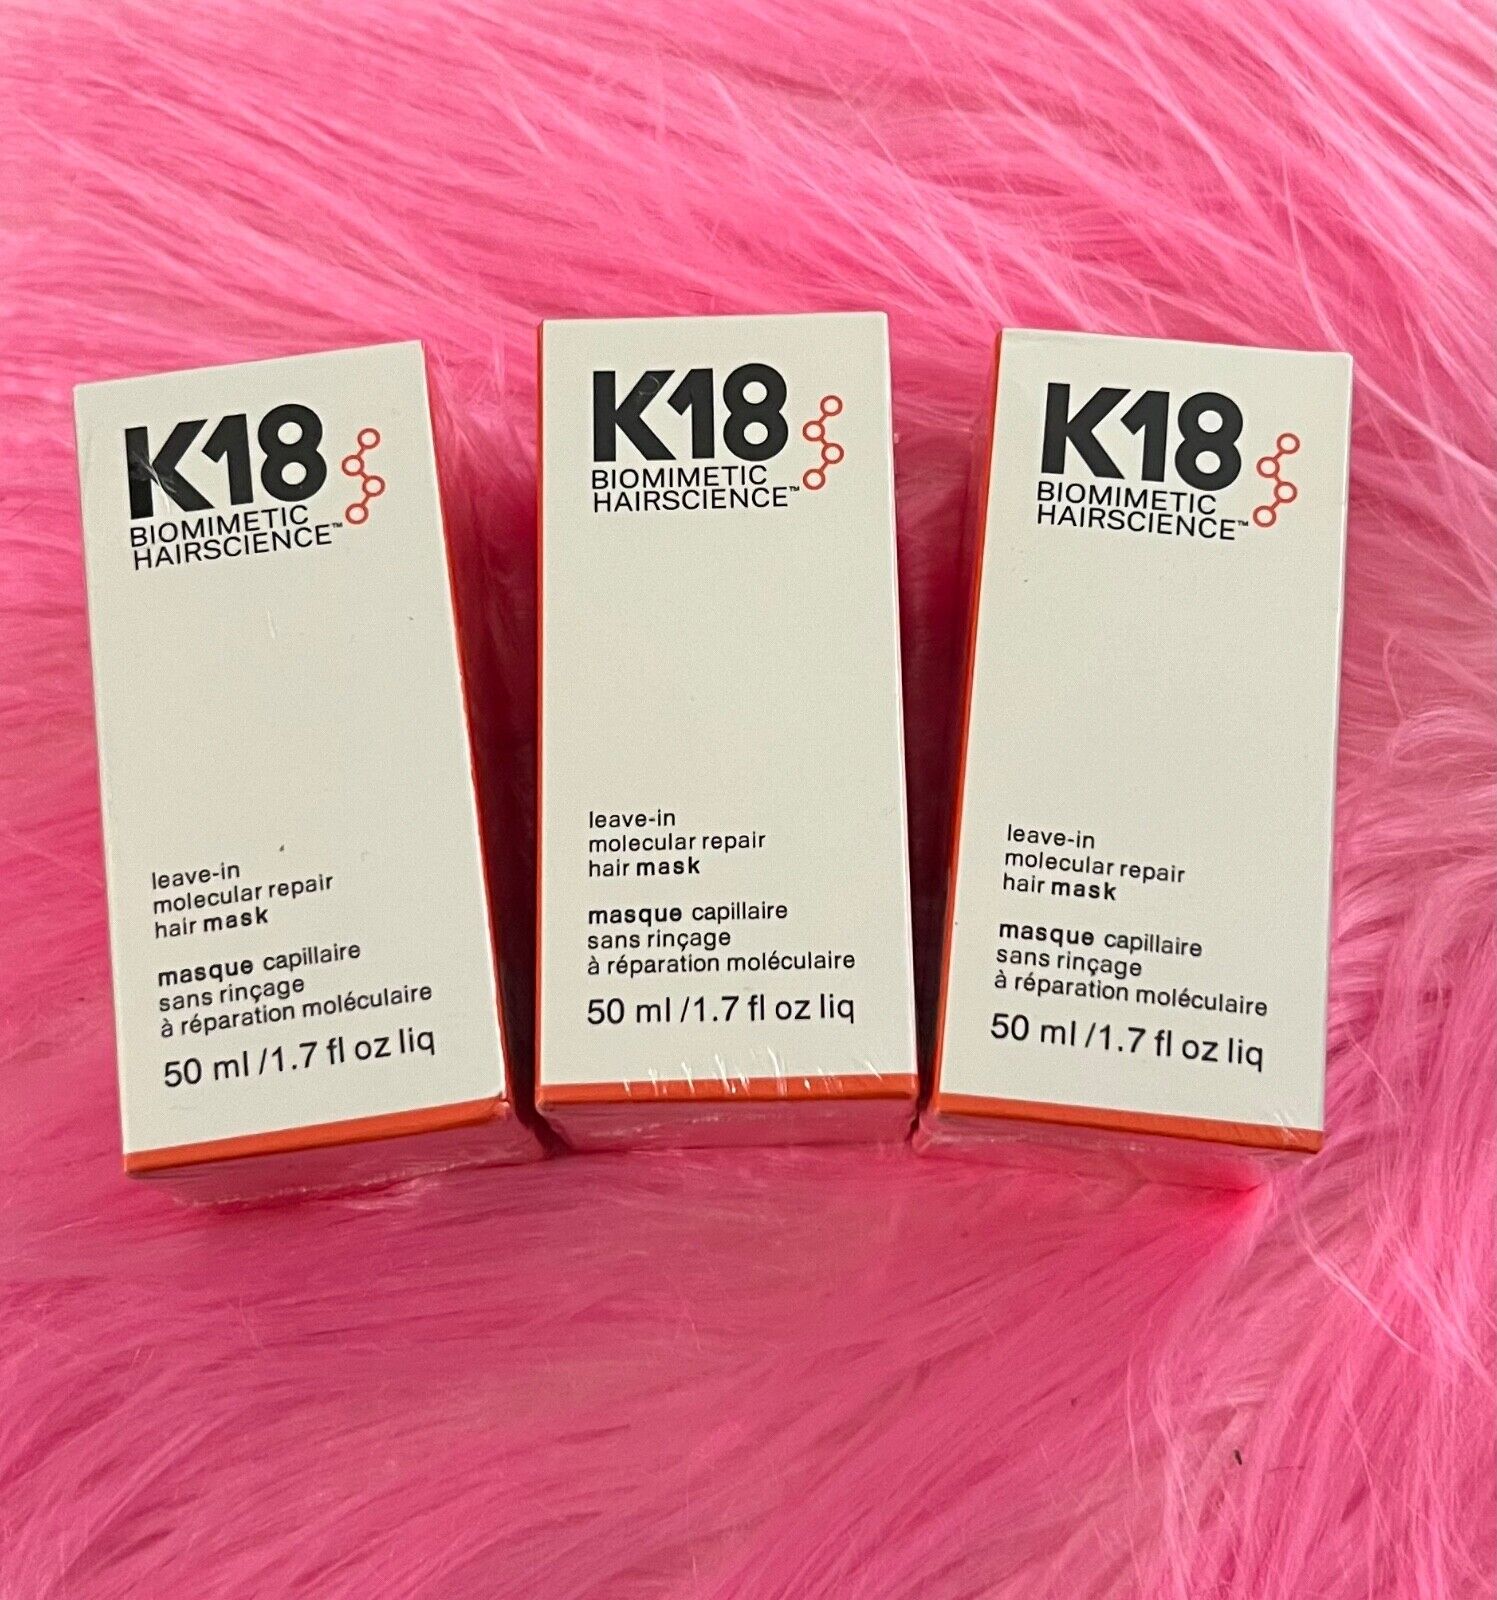 K18
BIOMIMETIC
HAIRSCIENCE™
leave-in
molecular repair
hair mask
masque capillaire
sans rinçage
à réparation moléculaire
50 ml /1.7 fl oz liq
K18
BIOMIMETIC
HAIRSCIENCE™
leave-in
molecular repair
hair mask
masque capillaire
sans rinçage
à réparation moléculaire
50 ml /1.7 fl oz liq
K18
BIOMIMETIC
HAIRSCIENCE™
leave-in
molecular repair
hair mask
masque capillaire
sans rinçage
à réparation moléculaire
50 ml /1.7 fl oz liq